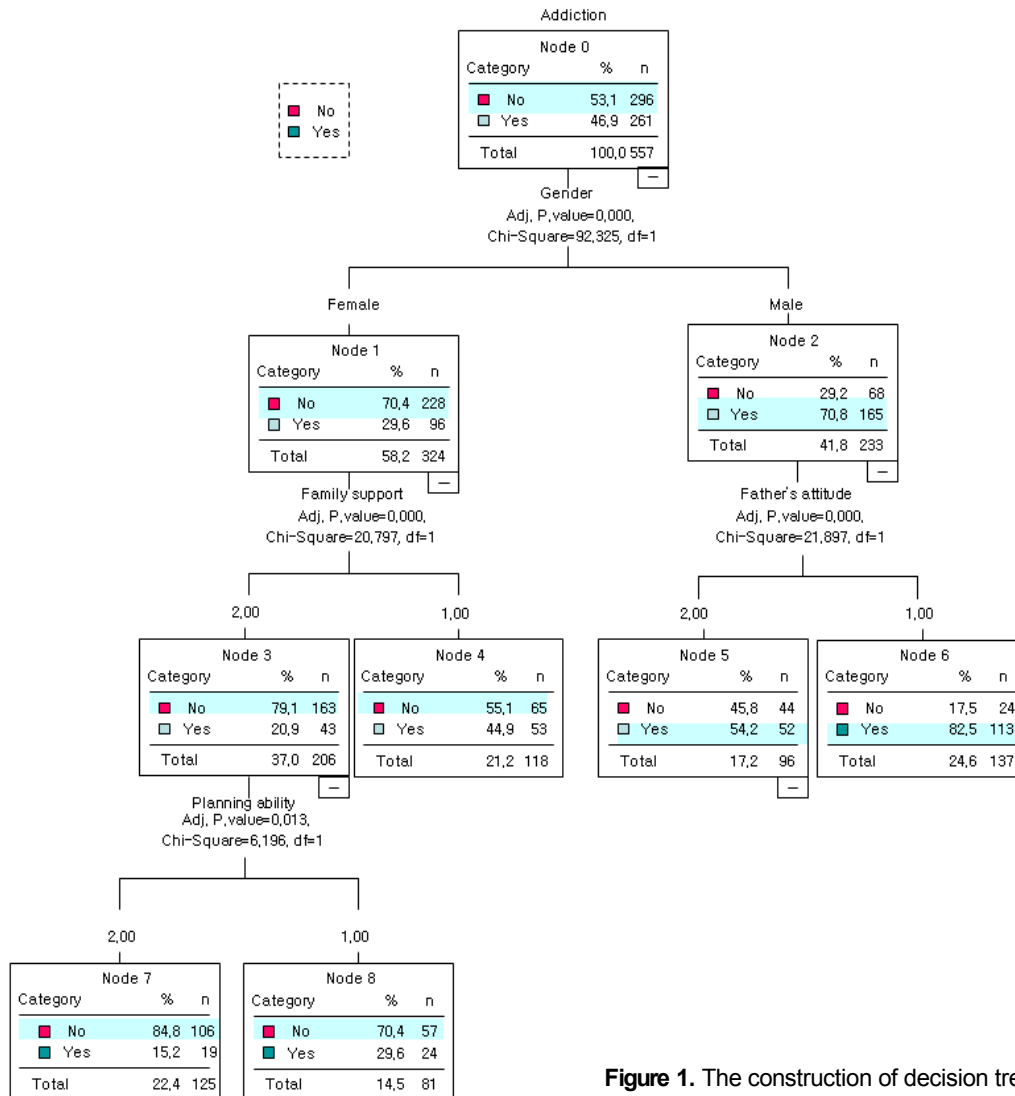 Addiction
Node 0
Category % n
No 53,1 296
Yes 46,9 261
Total 100,0 557
No
Yes
Gender
Adj, P,value=0,000,
Chi-Square=92,325, df=1
Female
Male
Node 1
Category % n
No 70,4 228
Yes 29,6 96
Total 58,2 324
Node 2
Category % n
No 29,2 68
Yes 70,8 165
Total 41,8 233
Family support
Adj, P,value=0,000,
Chi-Square=20,797, df=1
Father's attitude
Adj, P,value=0,000,
Chi-Square=21,897, df=1
2,00
1,00
2,00
1,00
Node 3
Category % n
No 79,1 163
Yes 20,9 43
Total 37,0 206
Node 4
Category % n
No 55,1 65
Yes 44,9 53
Total 21,2 118
Node 5
Category % n
No 45,8 44
Yes 54,2 52
Total 17,2 96
Node 6
Category % n
No 17,5 24
Yes 82,5 113
Total 24,6 137
Planning ability
Adj, P,value=0,013,
Chi-Square=6,196, df=1
2,00
1,00
Node 7
Category % n
No 84,8 106
Yes 15,2 19
Total 22,4 125
Node 8
Category % n
No 70,4 57
Yes 29,6 24
Total 14,5 81
Figure 1. The construction of decision tre